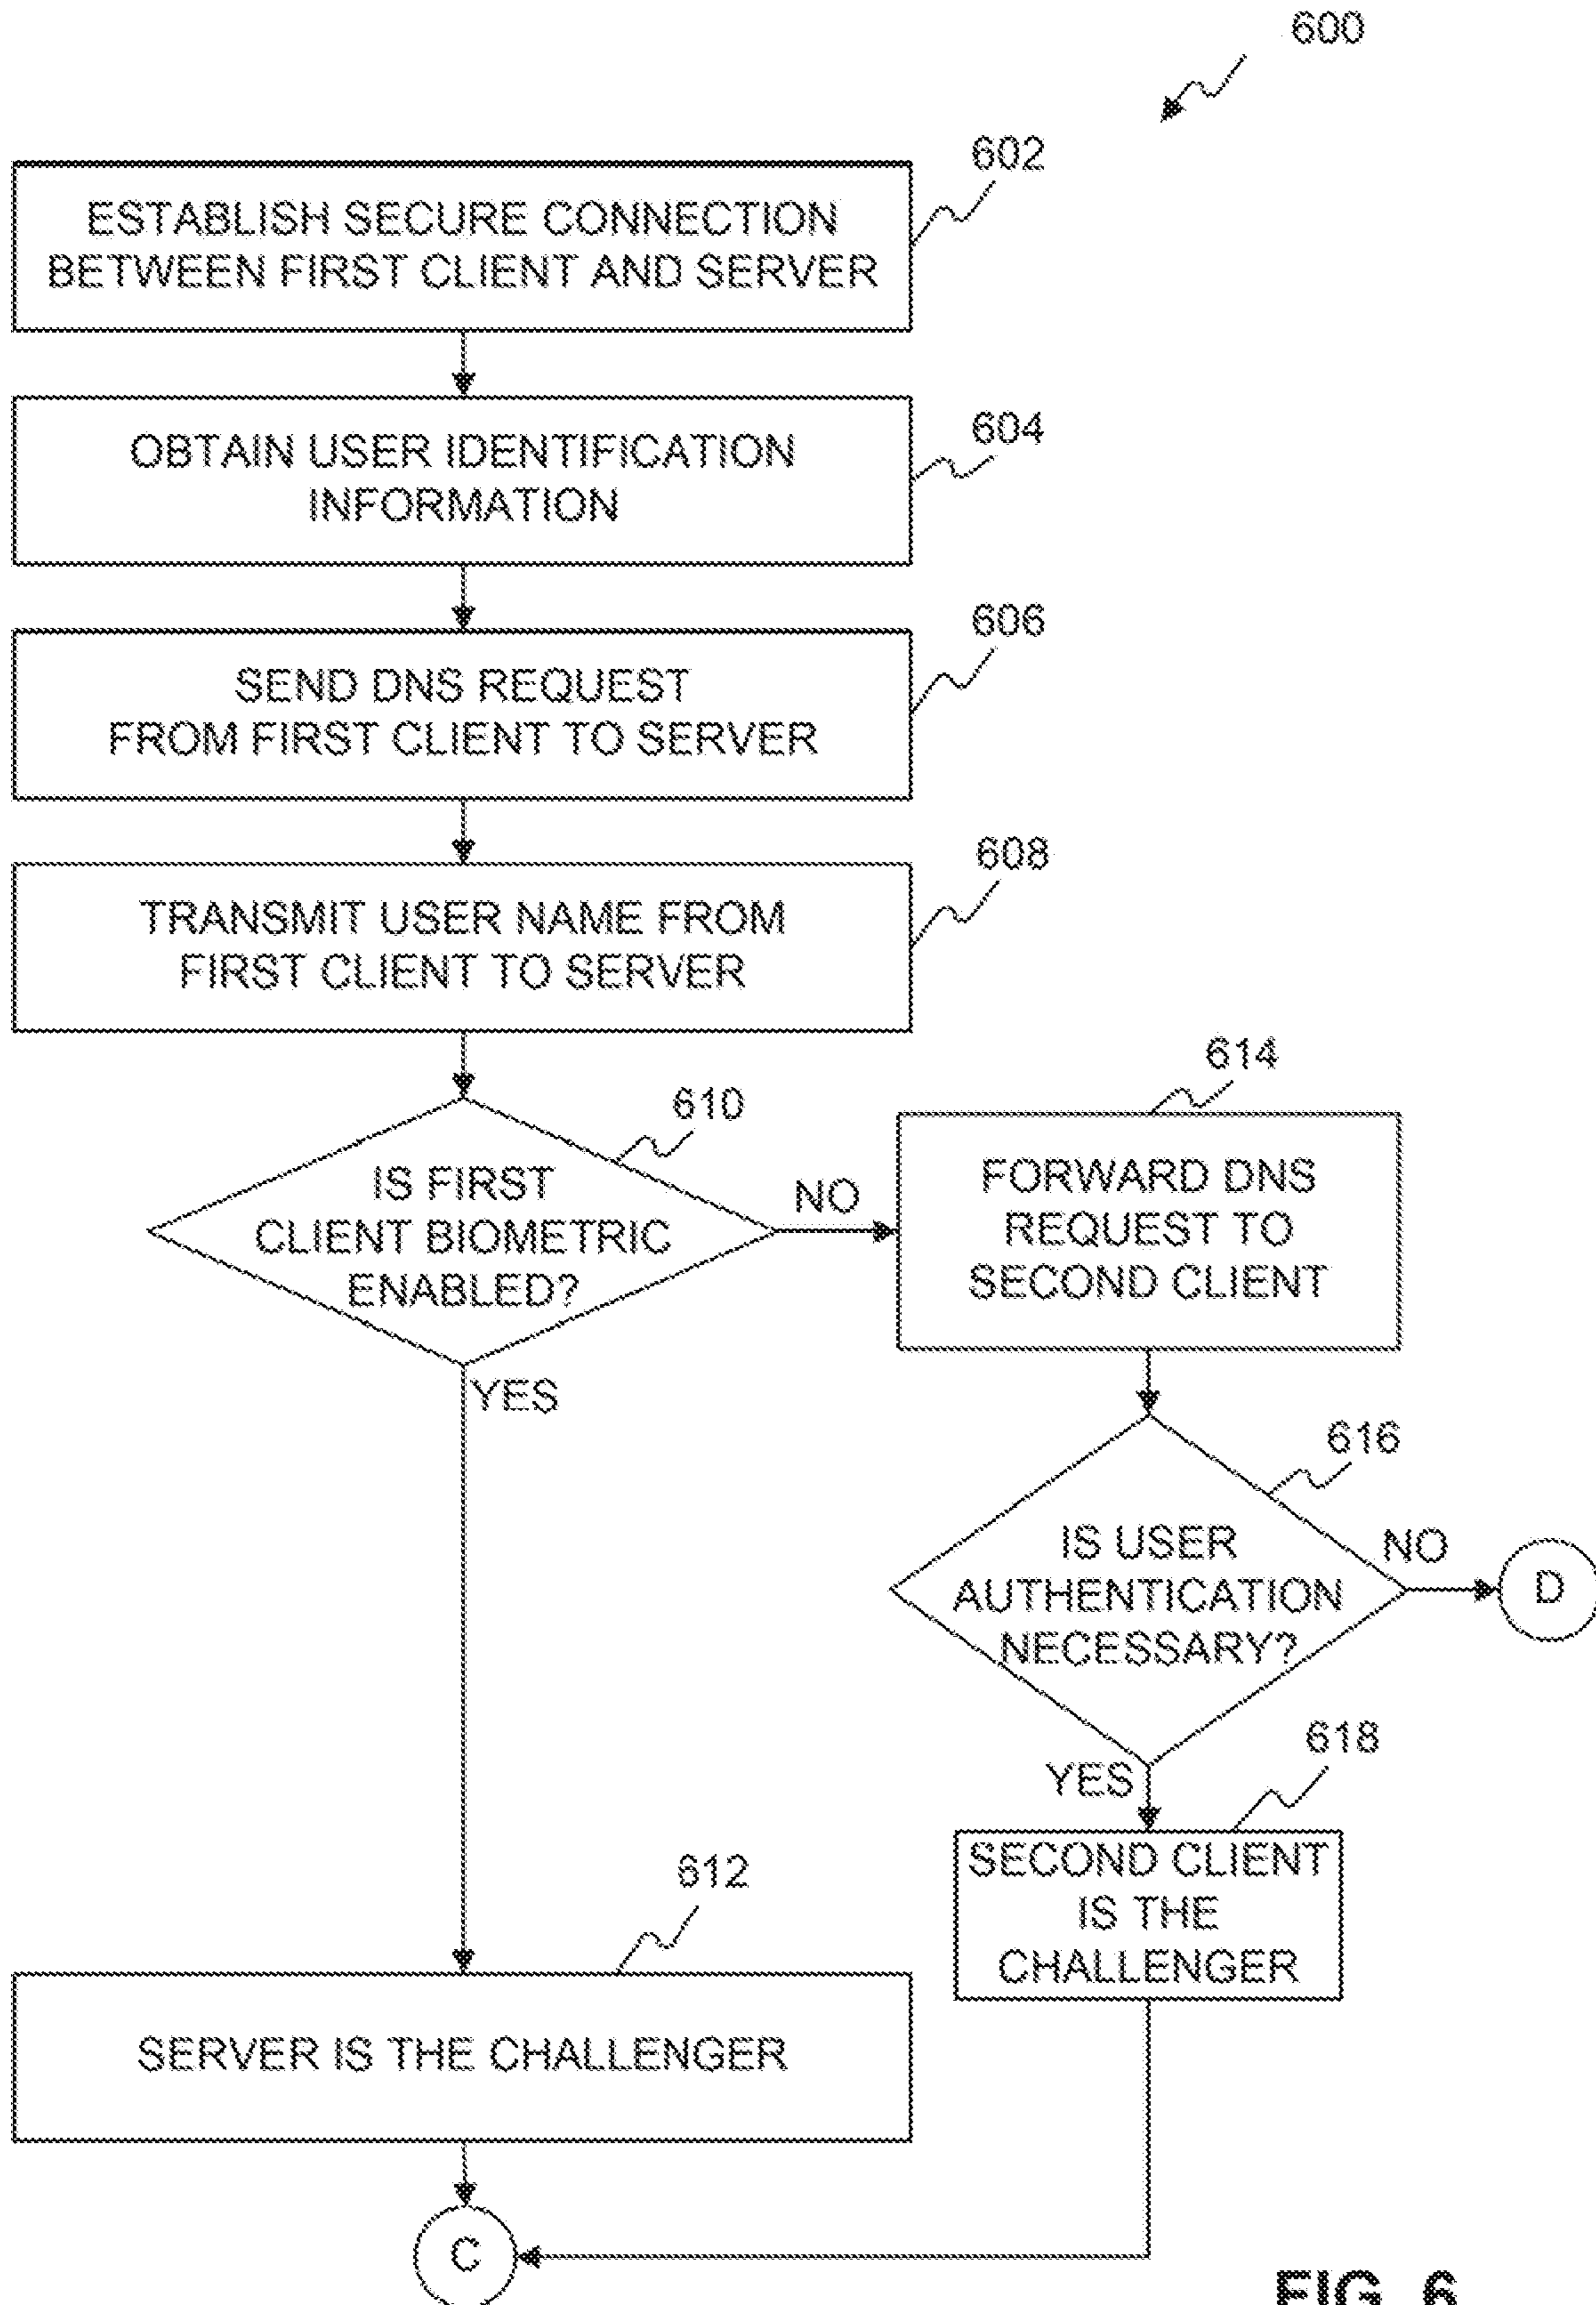 600
602
ESTABLISH SECURE CONNECTION
BETWEEN FIRST CLIENT AND SERVER
604
OBTAIN USER IDENTIFICATION
INFORMATION
606
SEND DNS REQUEST
FROM FIRST CLIENT TO SERVER
608
TRANSMIT USER NAME FROM
FIRST CLIENT TO SERVER
610
IS FIRST
CLIENT BIOMETRIC
ENABLED?
NO
YES
614
FORWARD DNS
REQUEST TO
SECOND CLIENT
616
IS USER
AUTHENTICATION
NECESSARY?
NO
D
YES
618
SECOND CLIENT
IS THE
CHALLENGER
612
SERVER IS THE CHALLENGER
C
FIG. 6